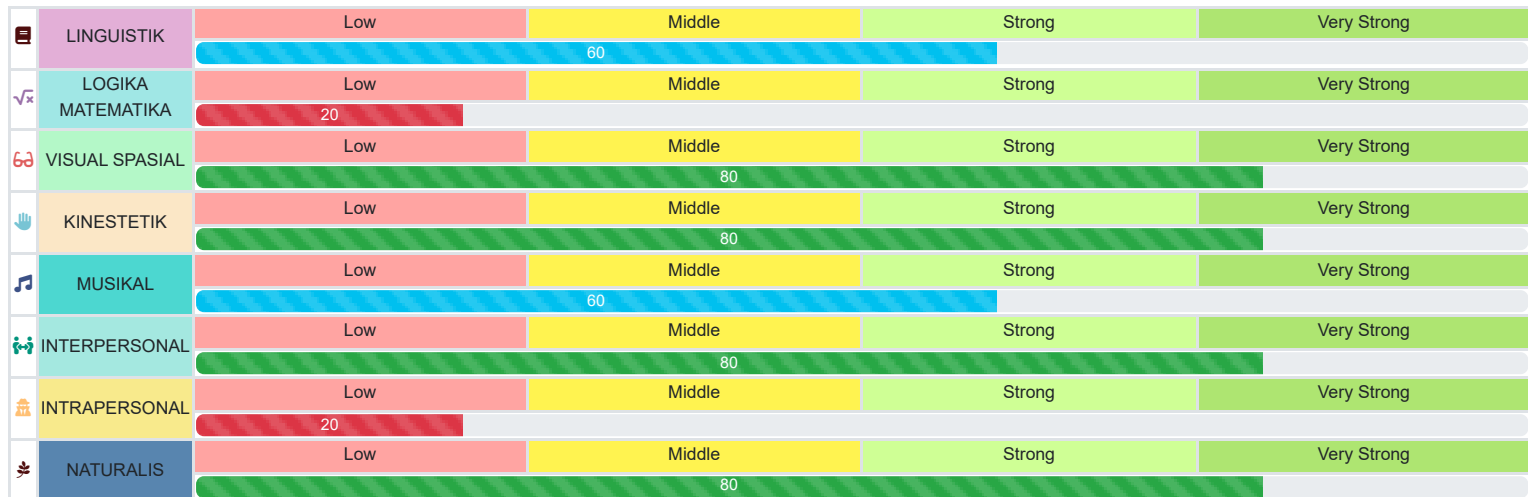 LINGUISTIK
Low Middle Strong Very Strong
60
LOGIKA
MATEMATIKA
Low Middle Strong Very Strong
20
VISUAL SPASIAL
Low Middle Strong Very Strong
80
KINESTETIK
Low Middle Strong Very Strong
80
MUSIKAL
Low Middle Strong Very Strong
60
INTERPERSONAL
Low Middle Strong Very Strong
80
INTRAPERSONAL
Low Middle Strong Very Strong
20
NATURALIS
Low Middle Strong Very Strong
80